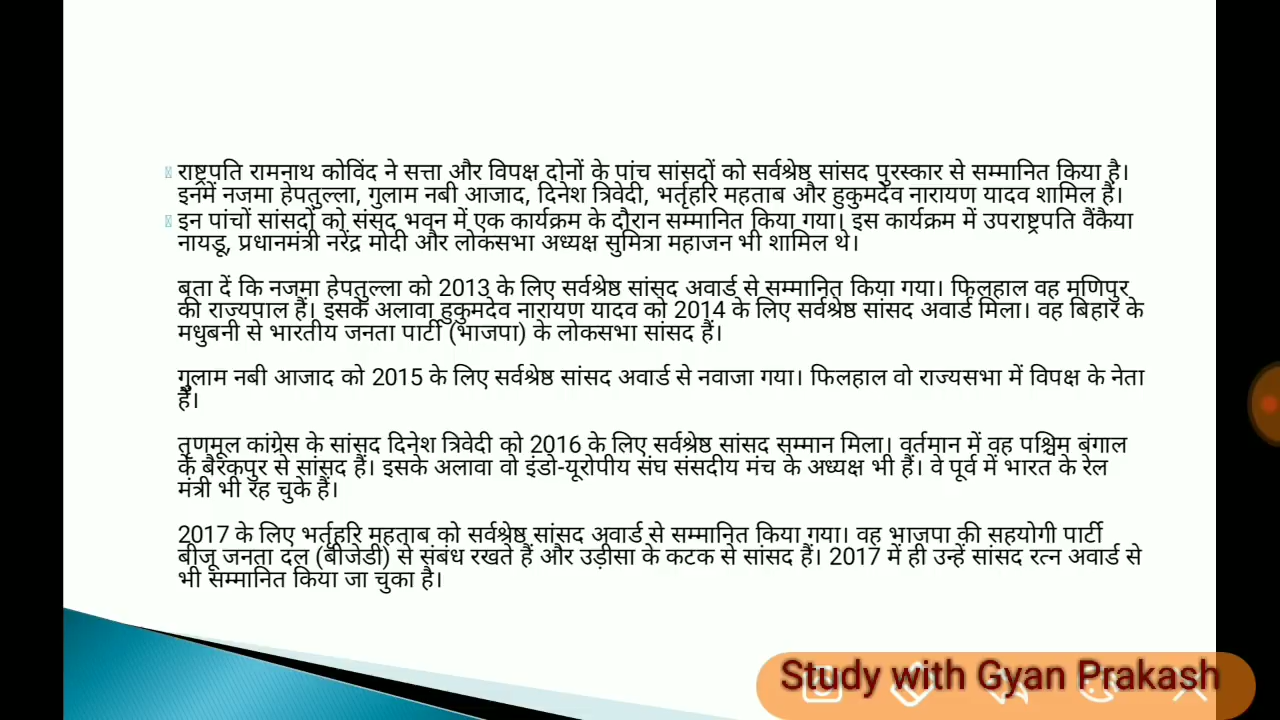 राष्ट्रपति रामनाथ कोविंद ने सत्ता और विपक्ष दोनों के पांच सांसदों को सर्वश्रेष्ठ सांसद पुरस्कार से सम्मानित किया है।
इनमें नजमा हेपतुल्ला, गुलाम नबी आजाद, दिनेश त्रिवेदी, भर्तृहरि महताब और हुकुमदेव नारायण यादव शामिल हैं।
इन पांचों सांसदों को संसद भवन में एक कार्यक्रम के दौरान सम्मानित किया गया। इस कार्यक्रम में उपराष्ट्रपति वैंकैया
नायडू, प्रधानमंत्री नरेंद्र मोदी और लोकसभा अध्यक्ष सुमित्रा महाजन भी शामिल थे।
बता दें कि नजमा हेपतुल्ला को 2013 के लिए सर्वश्रेष्ठ सांसद अवार्ड से सम्मानित किया गया। फिलहाल वह मणिपुर
की राज्यपाल हैं। इसके अलावा हुकुमदेव नारायण यादव को 2014 के लिए सर्वश्रेष्ठ सांसद अवार्ड मिला। वह बिहार के
मधुबनी से भारतीय जनता पार्टी (भाजपा) के लोकसभा सांसद हैं।
गुलाम नबी आजाद को 2015 के लिए सर्वश्रेष्ठ सांसद अवार्ड से नवाजा गया। फिलहाल वो राज्यसभा में विपक्ष के नेता
हैं।
तृणमूल कांग्रेस के सांसद दिनेश त्रिवेदी को 2016 के लिए सर्वश्रेष्ठ सांसद सम्मान मिला। वर्तमान में वह पश्चिम बंगाल
के बैरकपुर से सांसद हैं। इसके अलावा वो इंडो-यूरोपीय संघ संसदीय मंच के अध्यक्ष भी हैं। वे पूर्व में भारत के रेल
मंत्री भी रह चुके हैं।
2017 के लिए भर्तृहरि महताब को सर्वश्रेष्ठ सांसद अवार्ड से सम्मानित किया गया। वह भाजपा की सहयोगी पार्टी
बीजू जनता दल (बीजेडी) से संबंध रखते हैं और उड़ीसा के कटक से सांसद हैं। 2017 में ही उन्हें सांसद रत्न अवार्ड से
भी सम्मानित किया जा चुका है।
Study with Gyan Prakash